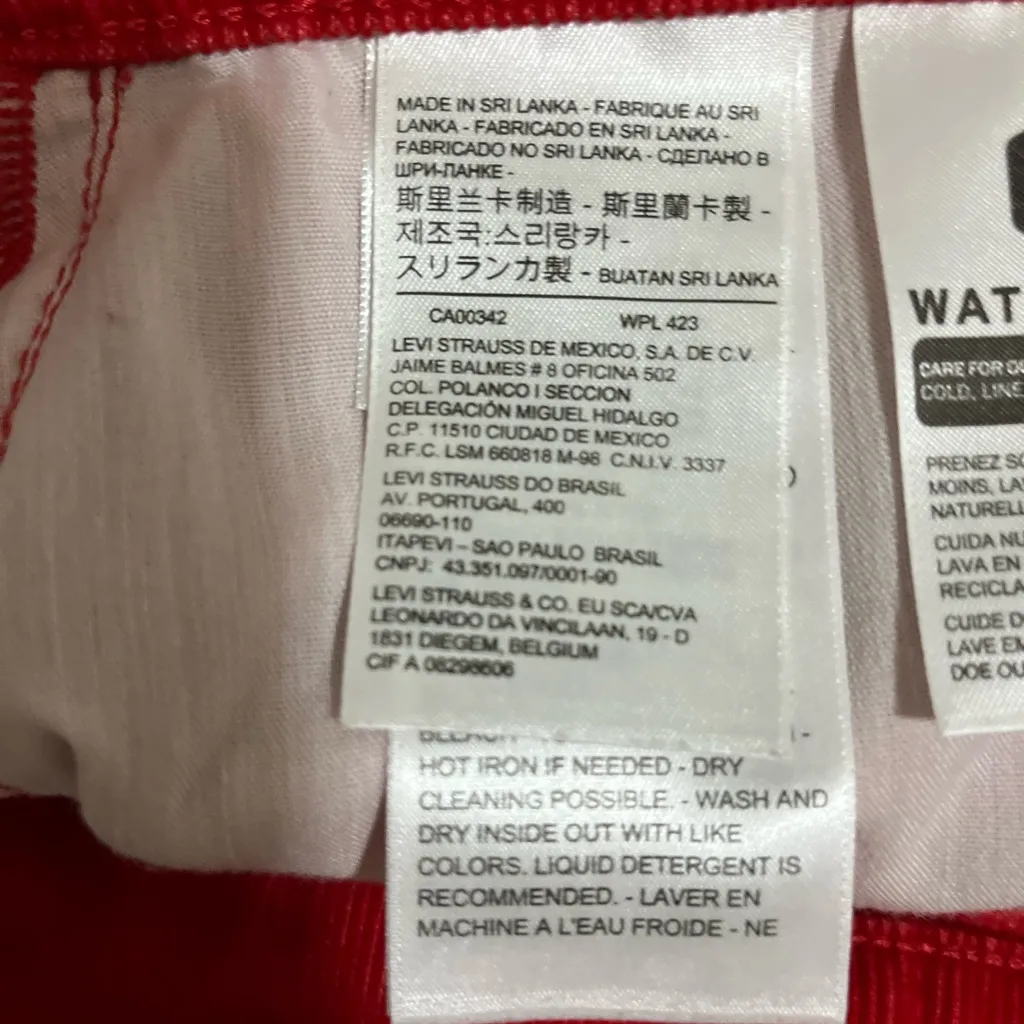 MADE IN SRI LANKA - FABRIQUE AU SRI
LANKA - FABRICADO EN SRI LANKA -
FABRICADO NO SRI LANKA - СДЕЛАНО В
ШРИ-ЛАНКЕ -
斯里兰卡制造 - 斯里蘭卡製 -
제조국:스리랑카 -
スリランカ製 - BUATAN SRI LANKA
CA00342 WPL 423
LEVI STRAUSS DE MEXICO, S.A. DE C.V.
JAIME BALMES # 8 OFICINA 502
COL. POLANCO I SECCION
DELEGACIÓN MIGUEL HIDALGO
C.P. 11510 CIUDAD DE MEXICO
R.F.C. LSM 660818 M-98 C.N.I.V. 3337
LEVI STRAUSS DO BRASIL
AV. PORTUGAL, 400
06690-110
ITAPEVI – SAO PAULO BRASIL
CNPJ: 43.351.097/0001-90
LEVI STRAUSS & CO. EU SCA/CVA
LEONARDO DA VINCILAAN, 19 - D
1831 DIEGEM, BELGIUM
CIF A 08298606
HOT IRON IF NEEDED - DRY
CLEANING POSSIBLE. - WASH AND
DRY INSIDE OUT WITH LIKE
COLORS. LIQUID DETERGENT IS
RECOMMENDED. - LAVER EN
MACHINE A L'EAU FROIDE - NE
WAT
CARE FOR
COLD, LINE
PRENEZ
MOINS, LA
NATURELL
CUIDA NU
LAVA EN
RECICLA
CUIDE D
LAVE EM
DOE OU